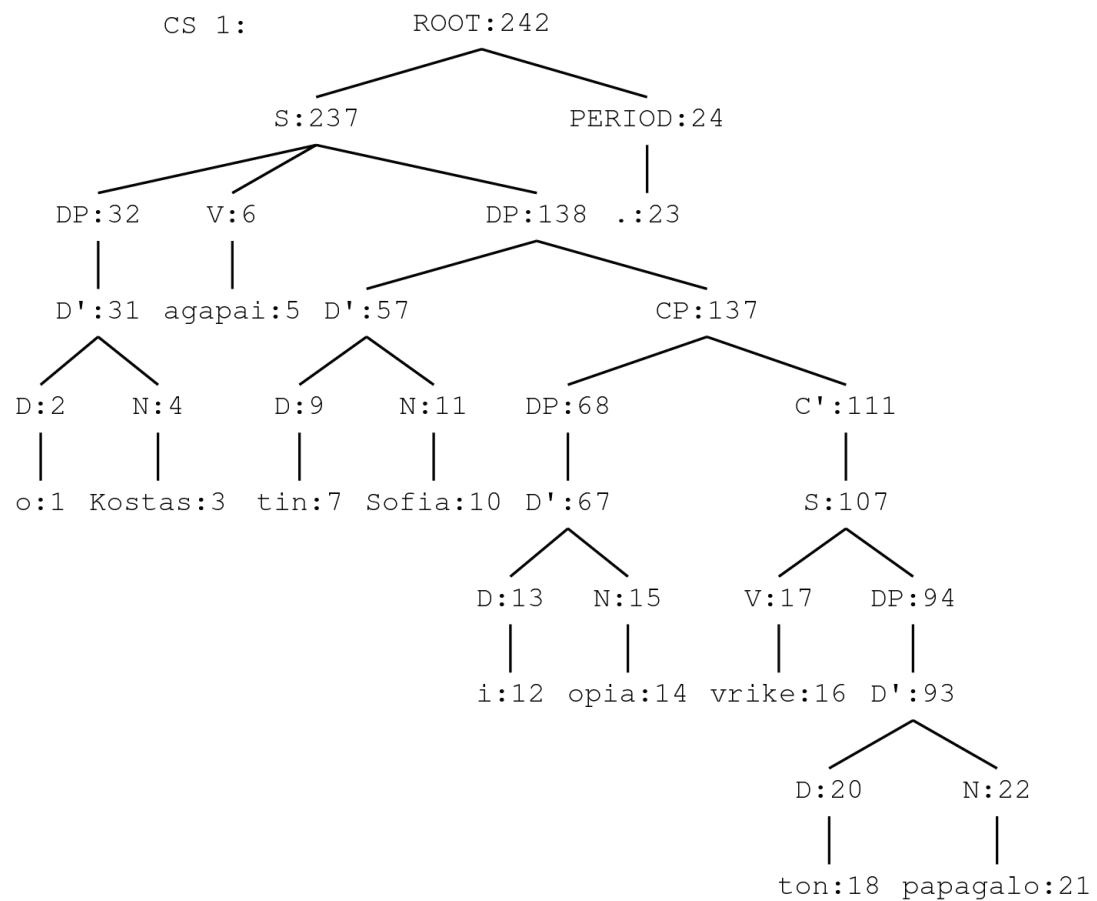 CS 1: ROOT:242
S:237 PERIOD:24
DP:32 V:6 DP:138 .:23
D':31 agapai:5 D':57 CP:137
D:2 N:4 D:9 N:11 DP:68 C':111
o:1 Kostas:3 tin:7 Sofia:10 D':67 S:107
D:13 N:15 V:17 DP:94
i:12 opia:14 vrike:16 D':93
D:20 N:22
ton:18 papagalo:21